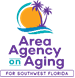 Area
Agency
on Aging
FOR SOUTHWEST FLORIDA